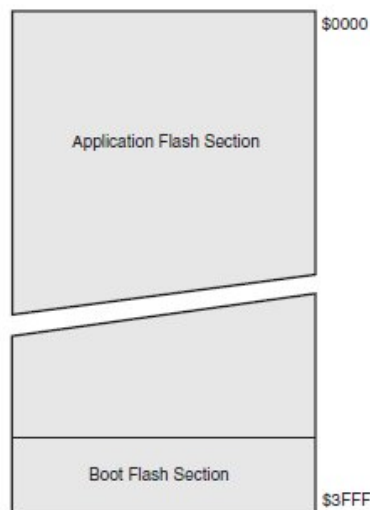 $0000
Application Flash Section
Boot Flash Section
$3FFF